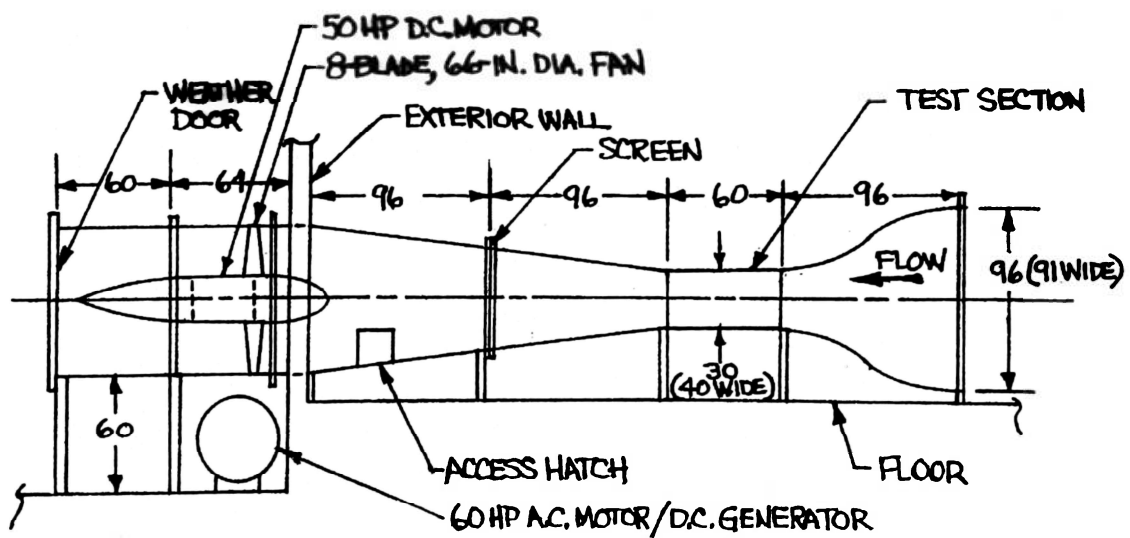 50 HP D.C. MOTOR
8-BLADE, 66-IN. DIA. FAN
WEATHER
DOOR
EXTERIOR WALL
SCREEN
TEST SECTION
60
64
96
96
60
96
FLOW
96 (91 WIDE)
30
(40 WIDE)
60
ACCESS HATCH
FLOOR
60 HP A.C. MOTOR/D.C. GENERATOR